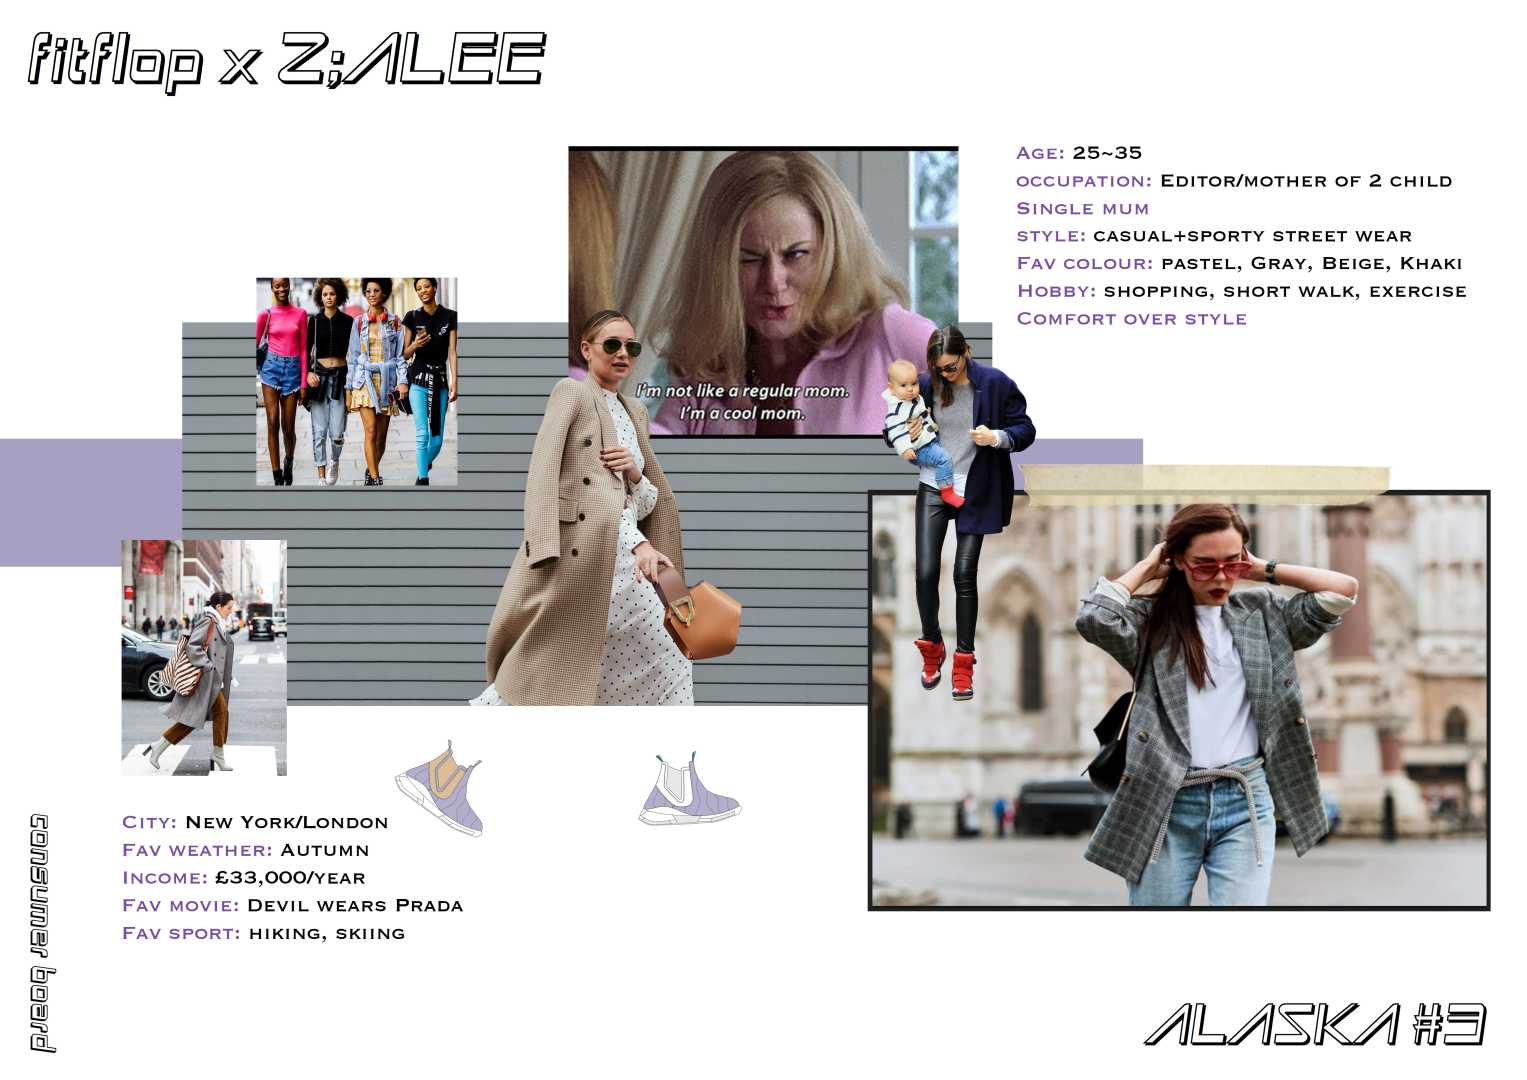 fitflop x Z;ALEE
Age: 25~35
occupation: Editor/mother of 2 child
Single mum
style: casual+sporty street wear
Fav colour: pastel, Gray, Beige, Khaki
Hobby: shopping, short walk, exercise
Comfort over style
I'm not like a regular mom.
I'm a cool mom.
City: New York/London
Fav weather: Autumn
Income: £33,000/year
Fav movie: Devil wears Prada
Fav sport: hiking, skiing
consumer board
ALASKA #3